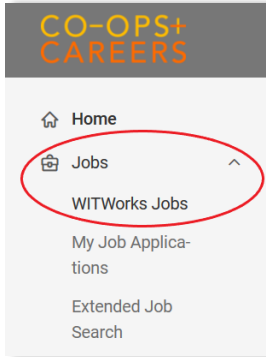 CO-OPS+
CAREERS
Home
Jobs
WITWorks Jobs
My Job Applica-
tions
Extended Job
Search